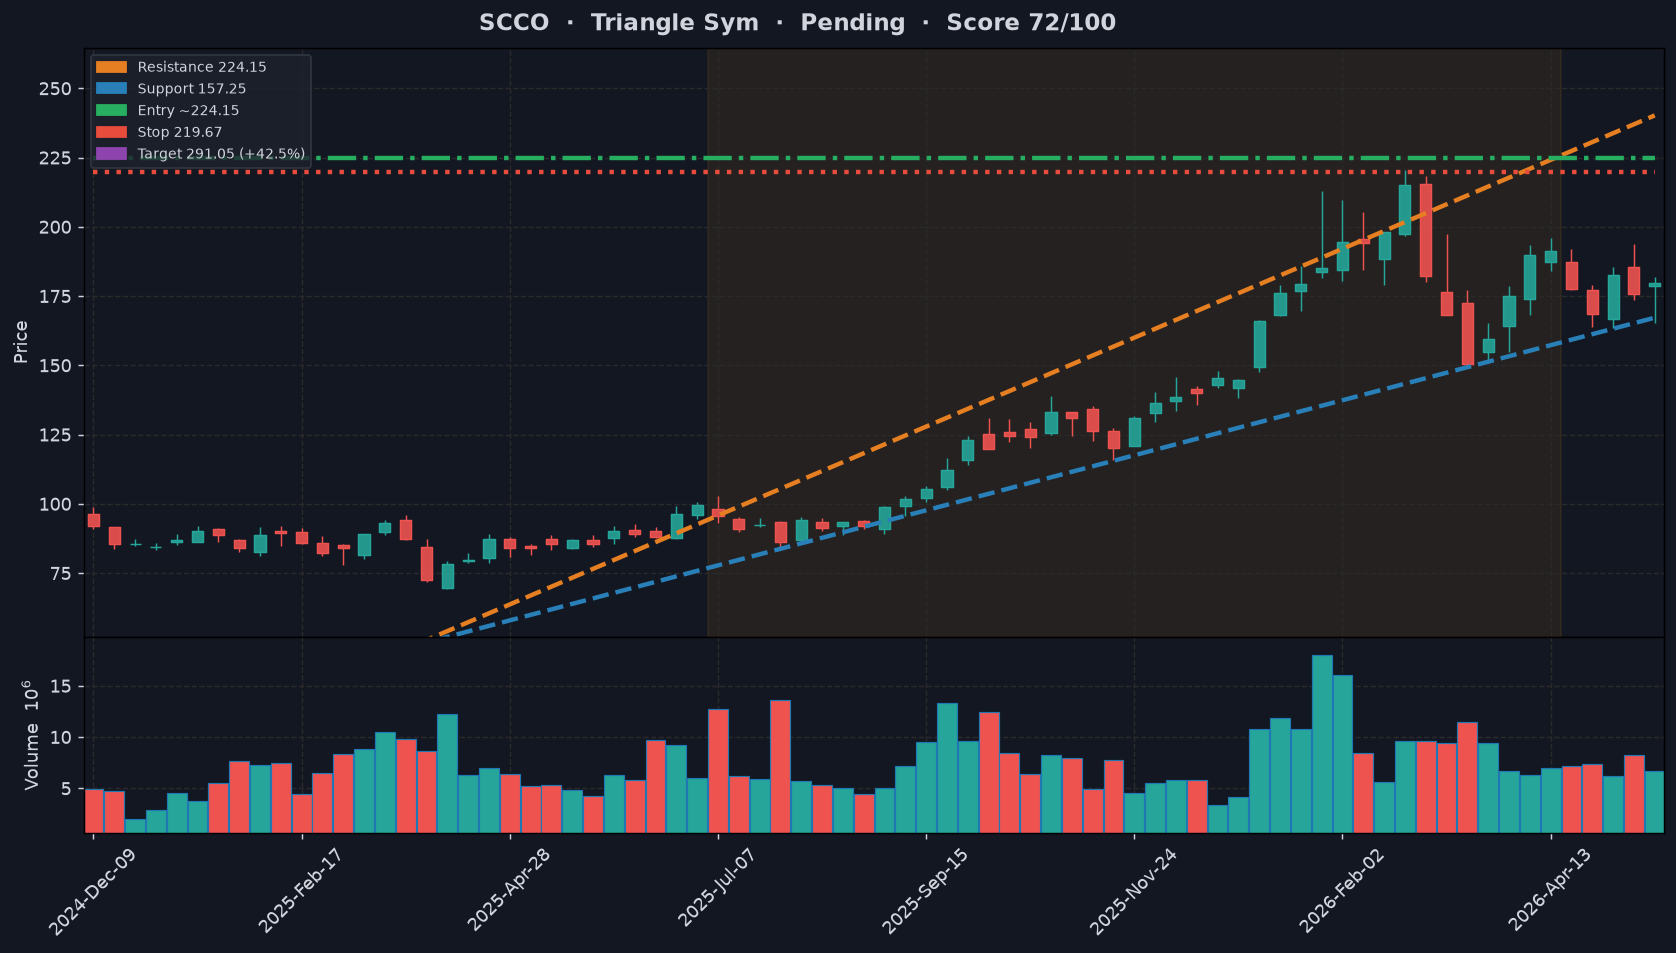 SCCO  ·  Triangle Sym  ·  Pending  ·  Score 72/100
Resistance 224.15
Support 157.25
Entry ~224.15
Stop 219.67
Target 291.05 (+42.5%)
250
225
200
175
150
125
100
75
Price
15
10
5
Volume 10⁶
2024-Dec-09
2025-Feb-17
2025-Apr-28
2025-Jul-07
2025-Sep-15
2025-Nov-24
2026-Feb-02
2026-Apr-13